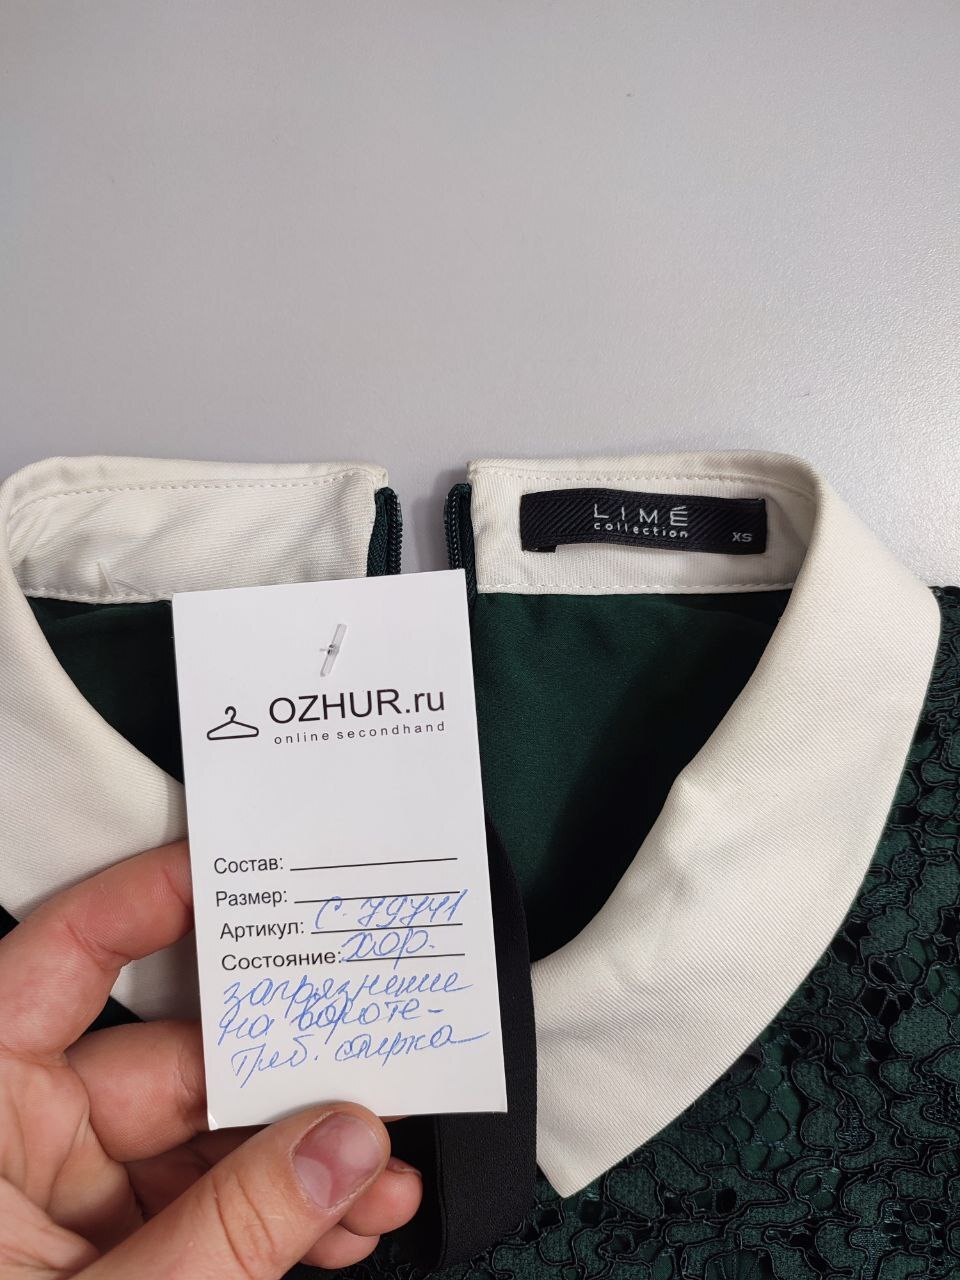 LIMÉ
collection
XS
OZHUR.ru
online secondhand
Состав:
Размер:
Артикул: С-79741
Состояние: хор.
загрязнение
на вороте-
Треб. стирка